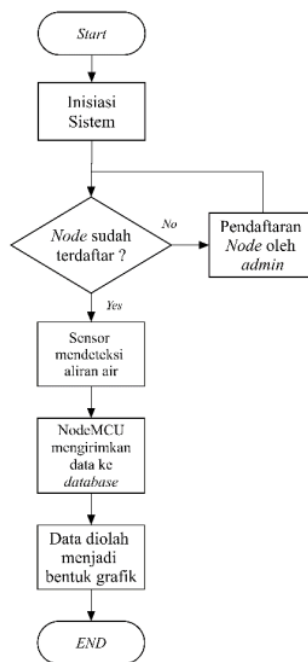 Start
Inisiasi
Sistem
Node sudah
terdaftar ?
No
Pendaftaran
Node oleh
admin
Yes
Sensor
mendeteksi
aliran air
NodeMCU
mengirimkan
data ke
database
Data diolah
menjadi
bentuk grafik
END